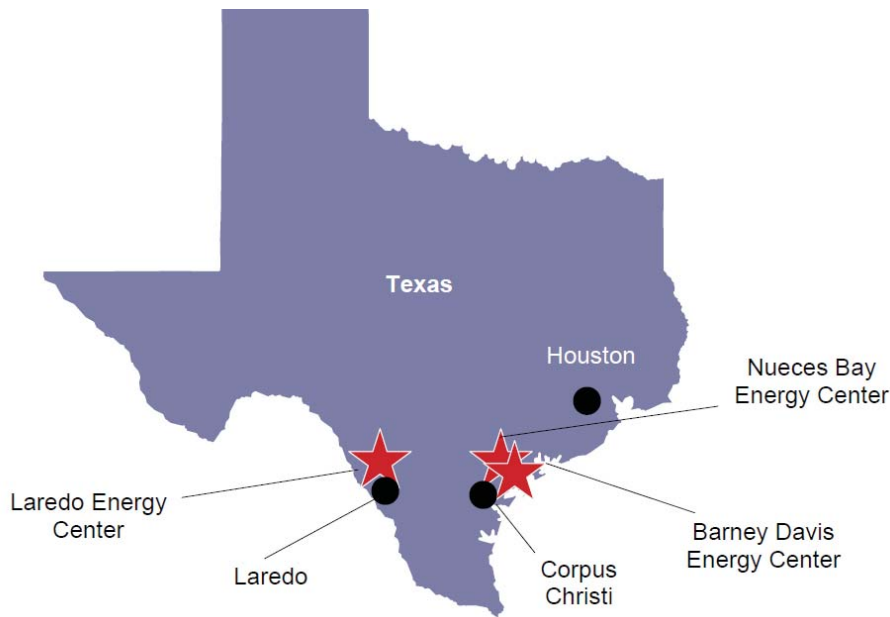 Texas
Houston
Nueces Bay
Energy Center
Laredo Energy
Center
Laredo
Corpus
Christi
Barney Davis
Energy Center